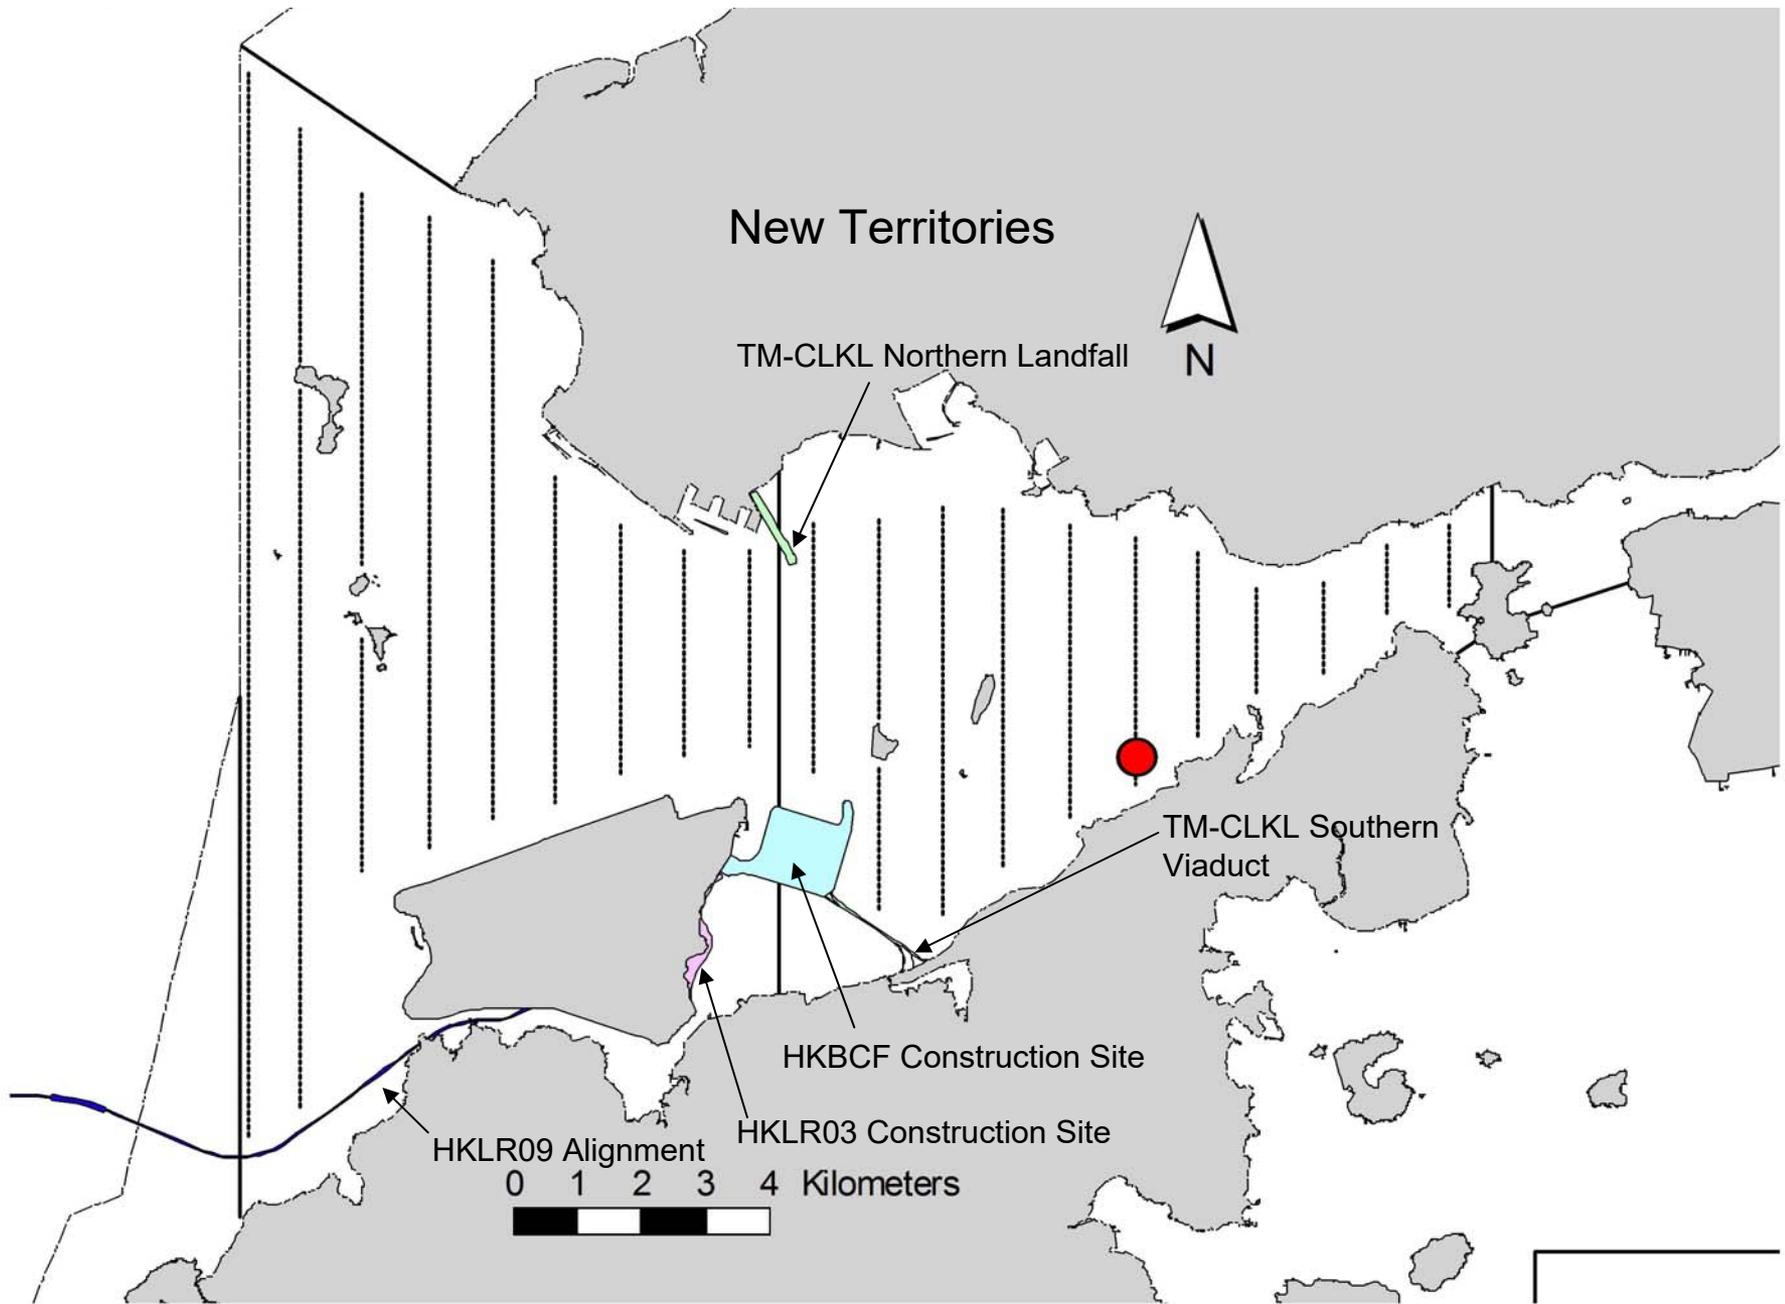 New Territories
N
TM-CLKL Northern Landfall
TM-CLKL Southern
Viaduct
HKBCF Construction Site
HKLR03 Construction Site
HKLR09 Alignment
0 1 2 3 4 Kilometers